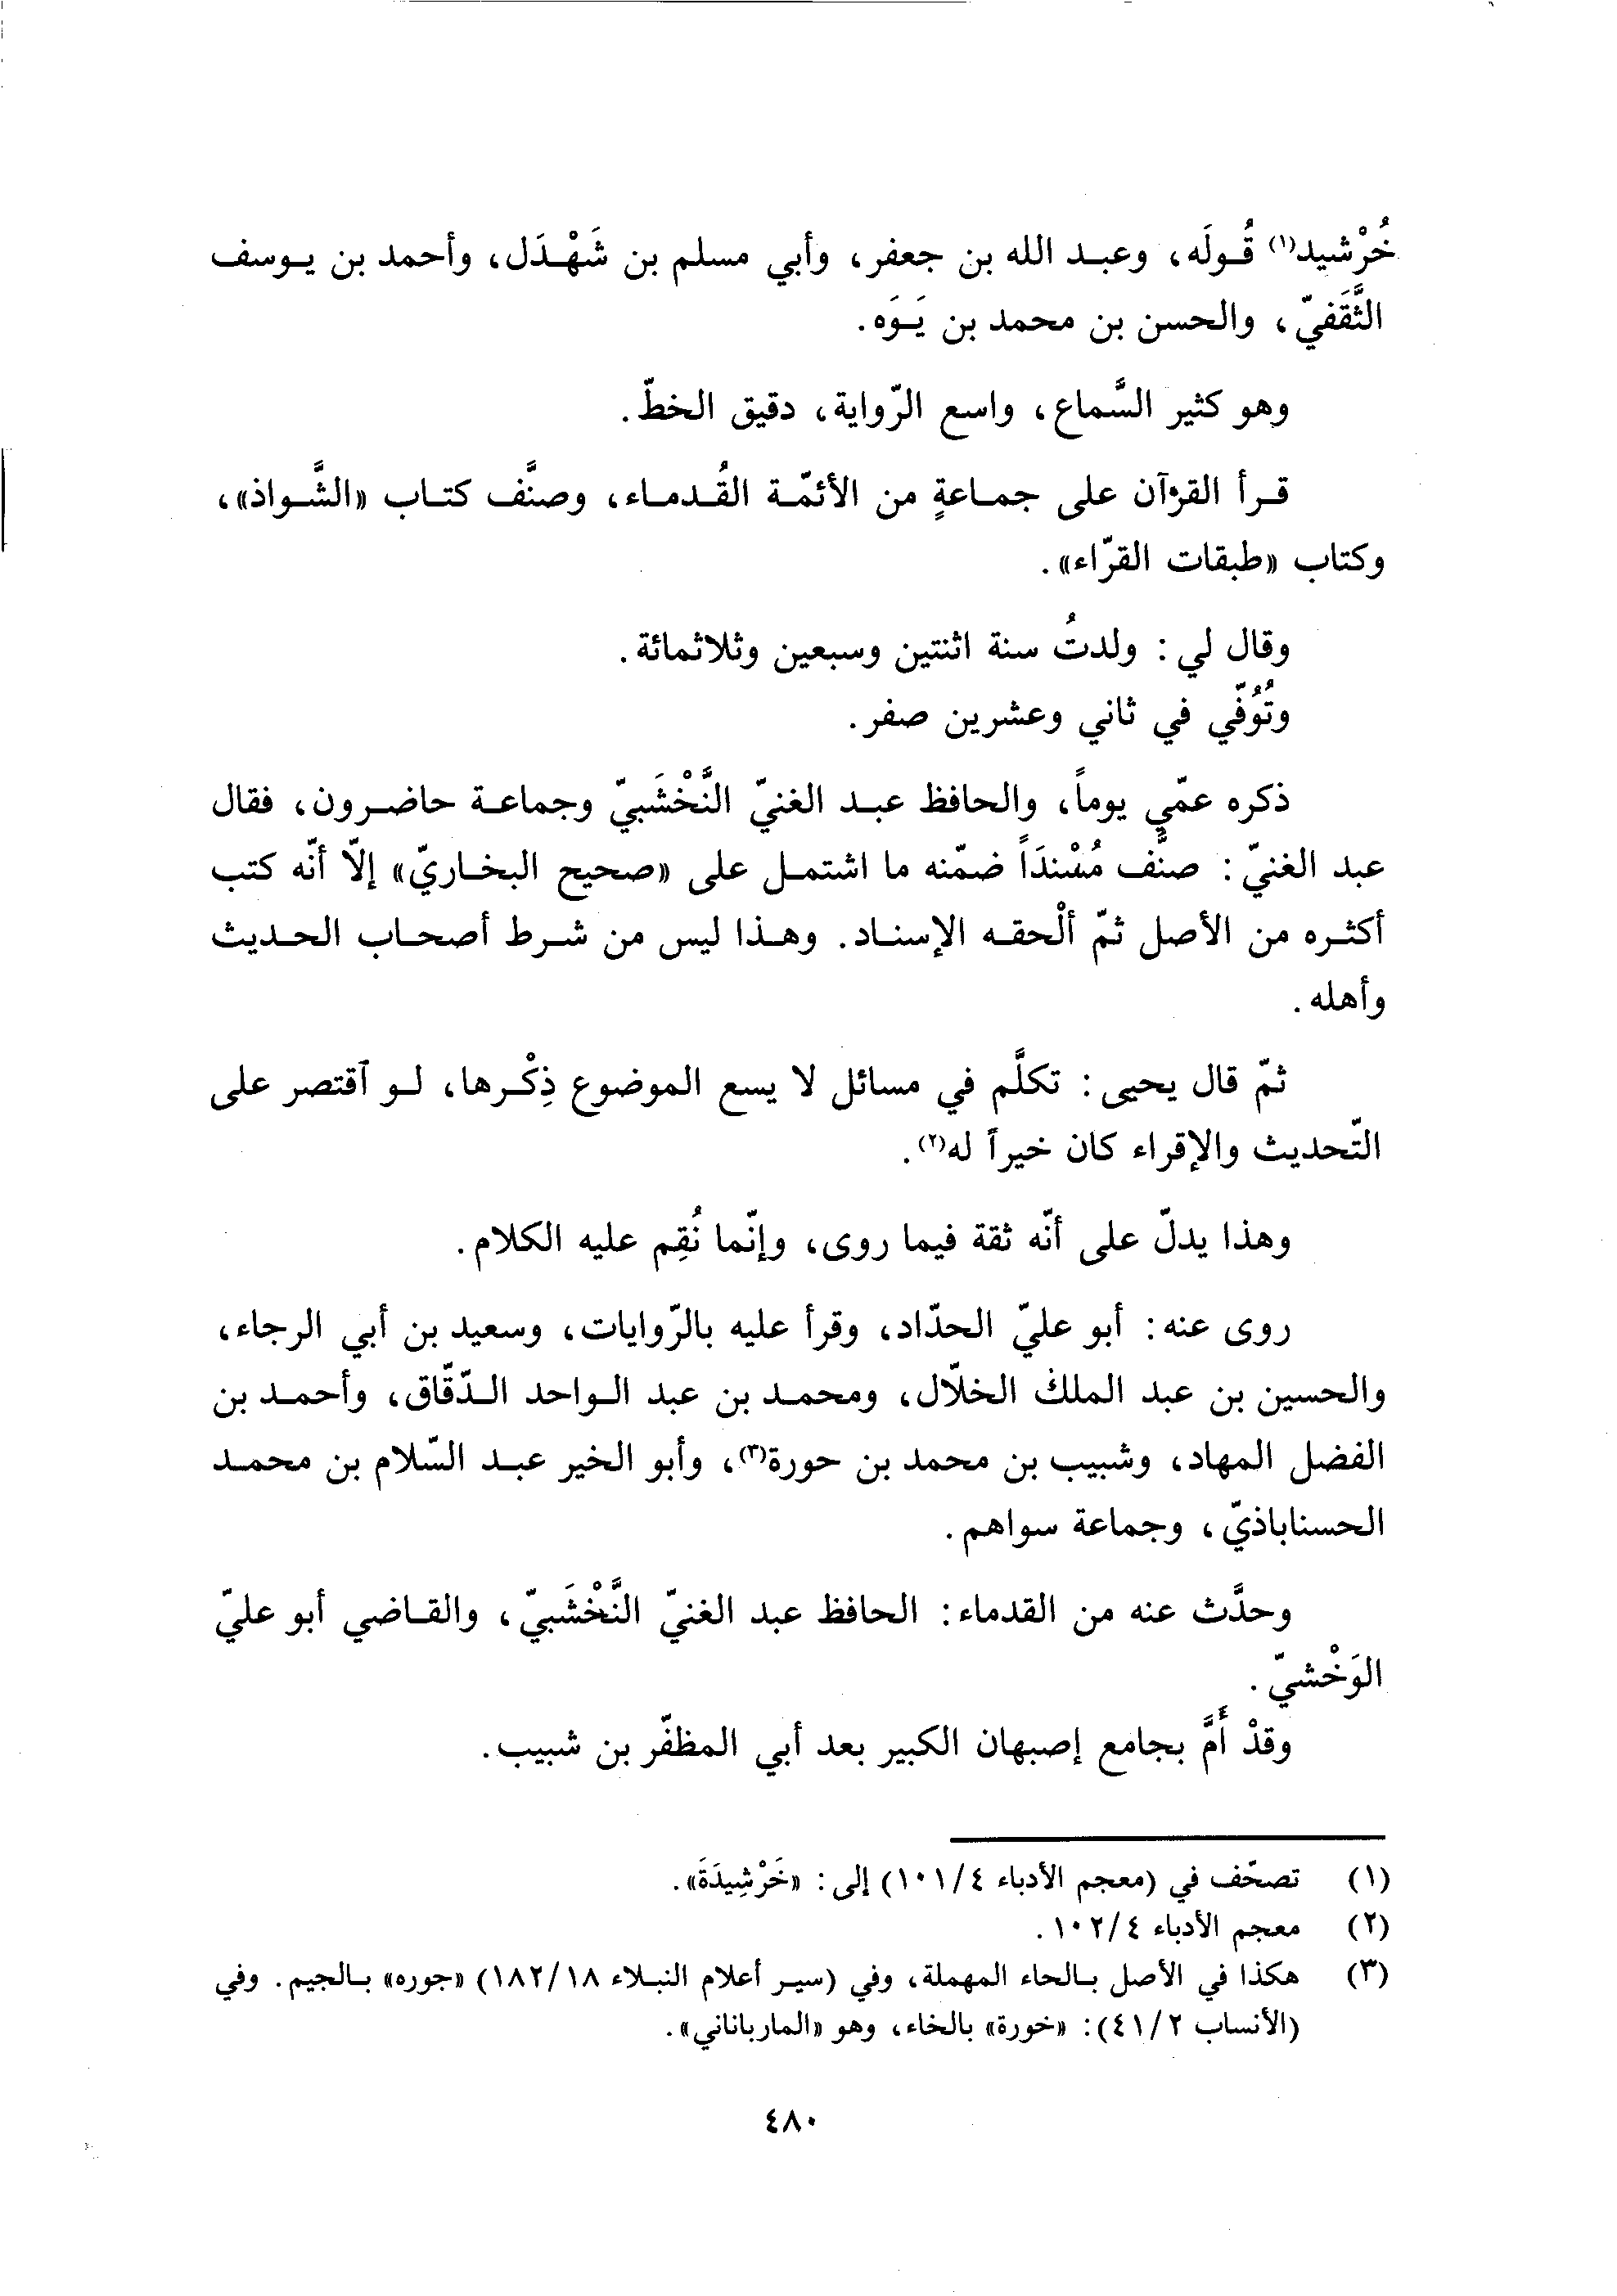 خُرْشيد(١) قُوله، وعبد الله بن جعفر، وأبي مسلم بن شَهْدَل، وأحمد بن يوسف
الثَّقَفيّ، والحسن بن محمد بن يَوَه.
وهو كثير السَّماع، واسع الرّواية، دقيق الخطّ.
قرأ القرآن على جماعةٍ من الأئمّة القُدماء، وصنَّف كتاب «الشَّواذ»،
وكتاب «طبقات القرّاء».
وقال لي: ولدتُ سنة اثنتين وسبعين وثلاثمائة.
وتُوُفّي في ثاني وعشرين صفر.
ذكره عمّي يوماً، والحافظ عبد الغنيّ النَّخْشَبيّ وجماعة حاضرون، فقال
عبد الغنيّ: صنَّف مُسْنَداً ضمّنه ما اشتمل على «صحيح البخاريّ» إلاّ أنّه كتب
أكثره من الأصل ثمّ ألْحقه الإسناد. وهذا ليس من شرط أصحاب الحديث
وأهله.
ثمّ قال يحيى: تكلَّم في مسائل لا يسع الموضوع ذِكْرها، لو آقتصر على
التّحديث والإقراء كان خيراً له(٢).
وهذا يدلّ على أنّه ثقة فيما روى، وإنّما نُقِم عليه الكلام.
روى عنه: أبو عليّ الحدّاد، وقرأ عليه بالرّوايات، وسعيد بن أبي الرجاء،
والحسين بن عبد الملك الخلاّل، ومحمد بن عبد الواحد الدّقّاق، وأحمد بن
الفضل المهاد، وشبيب بن محمد بن حورة(٣)، وأبو الخير عبد السّلام بن محمد
الحسناباذيّ، وجماعة سواهم.
وحدَّث عنه من القدماء: الحافظ عبد الغنيّ النَّخْشَبيّ، والقاضي أبو عليّ
الوَخْشيّ.
وقدْ أَمَّ بجامع إصبهان الكبير بعد أبي المظفّر بن شبيب.
(١) تصحّف في (معجم الأدباء ٤/١٠١) إلى: «خَرْشِيدَةَ».
(٢) معجم الأدباء ٤/١٠٢.
(٣) هكذا في الأصل بالحاء المهملة، وفي (سير أعلام النبلاء ١٨/١٨٢) «جوره» بالجيم. وفي
(الأنساب ٢/٤١): «خورة» بالخاء، وهو «المارباناني».
٤٨٠